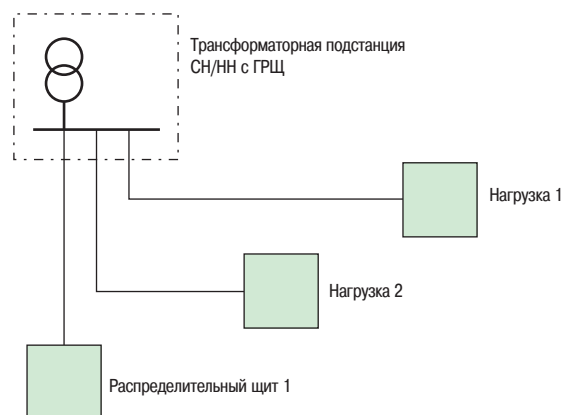 Трансформаторная подстанция
СН/НН с ГРЩ
Нагрузка 1
Нагрузка 2
Распределительный щит 1